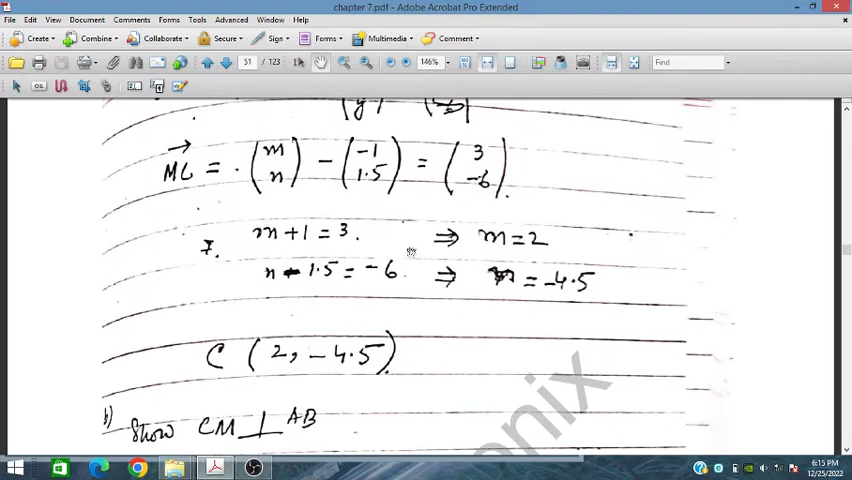 chapter 7.pdf - Adobe Acrobat Pro Extended
File Edit View Document Comments Forms Tools Advanced Window Help
Create Combine Collaborate Secure Sign Forms Multimedia Comment
51 / 123 146% Find
(y)
ML = . (m n) - (-1 1.5) = (3 -6).
7. m+1 = 3. ⇒ m=2
n - 1.5 = -6. ⇒ n = -4.5
C (2, -4.5).
b) Show CM ⊥ AB
enix
6:15 PM
12/25/2022